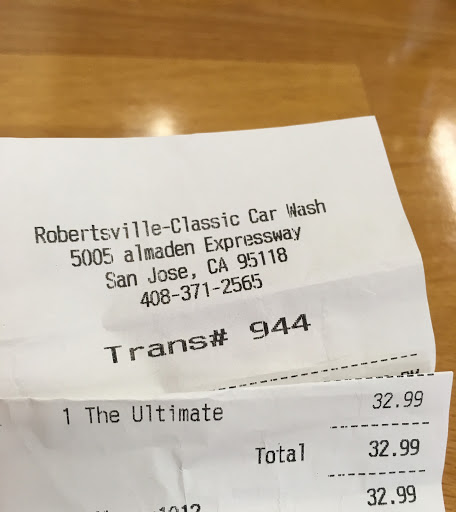 Robertsville-Classic Car Wash
5005 almaden Expressway
San Jose, CA 95118
408-371-2565
Trans# 944
1 The Ultimate 32.99
Total 32.99
32.99